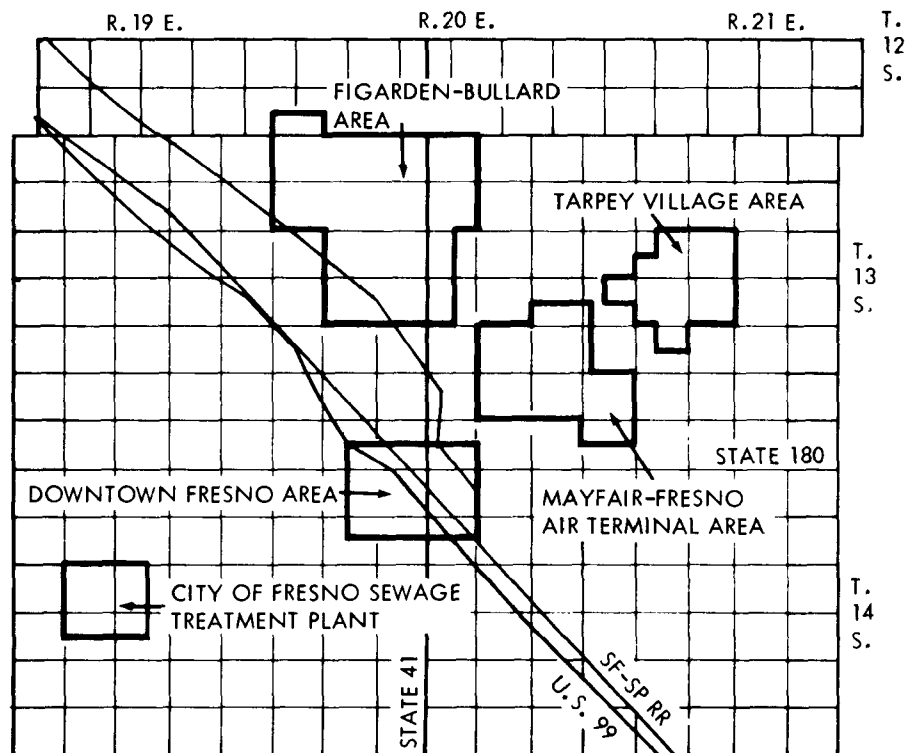 R. 19 E.
R. 20 E.
R. 21 E.
T.
12
S.
FIGARDEN-BULLARD
AREA
TARPEY VILLAGE AREA
T.
13
S.
STATE 180
DOWNTOWN FRESNO AREA
MAYFAIR-FRESNO
AIR TERMINAL AREA
CITY OF FRESNO SEWAGE
TREATMENT PLANT
T.
14
S.
STATE 41
U.S. 99
SF-SP RR